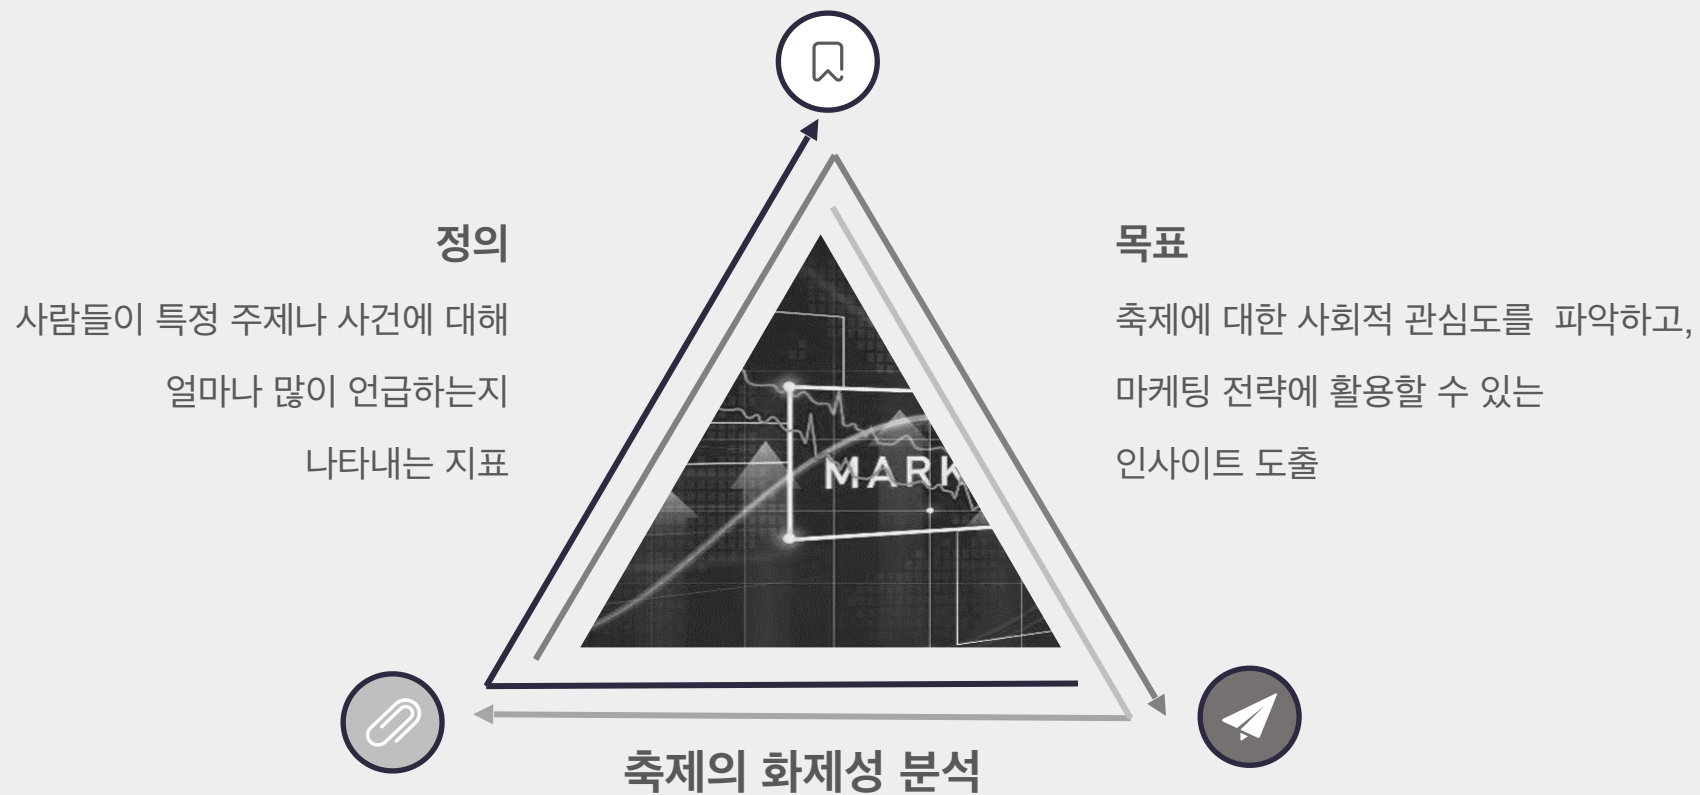 정의
사람들이 특정 주제나 사건에 대해
얼마나 많이 언급하는지
나타내는 지표
목표
축제에 대한 사회적 관심도를 파악하고,
마케팅 전략에 활용할 수 있는
인사이트 도출
MARK
축제의 화제성 분석